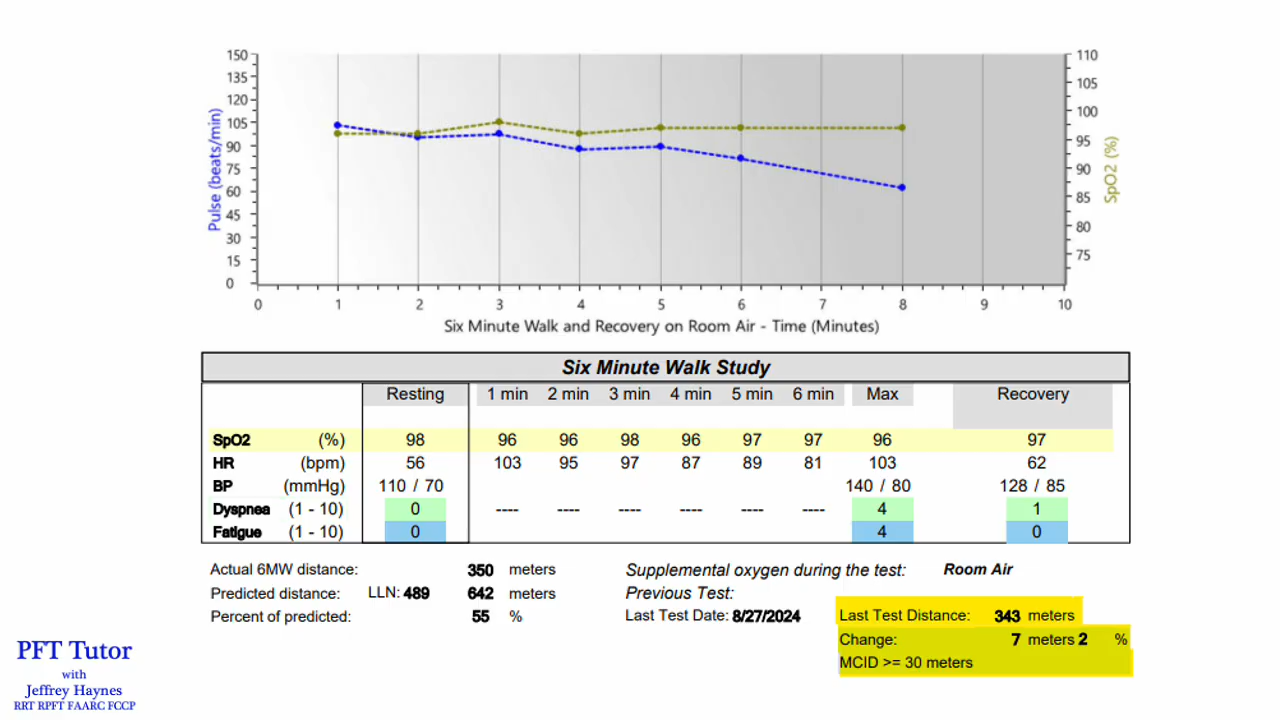 150 110
135 105
120 100
105 95
90 90
75 85
60 80
45 75
30
15
0
Pulse (beats/min)
SpO2 (%)
0 1 2 3 4 5 6 7 8 9 10
Six Minute Walk and Recovery on Room Air - Time (Minutes)
Six Minute Walk Study
Resting 1 min 2 min 3 min 4 min 5 min 6 min Max Recovery
SpO2 (%) 98 96 96 98 96 97 97 96 97
HR (bpm) 56 103 95 97 87 89 81 103 62
BP (mmHg) 110 / 70 140 / 80 128 / 85
Dyspnea (1 - 10) 0 ---- ---- ---- ---- ---- ---- 4 1
Fatigue (1 - 10) 0 4 0
Actual 6MW distance: 350 meters Supplemental oxygen during the test: Room Air
Predicted distance: LLN: 489 642 meters Previous Test:
Percent of predicted: 55 % Last Test Date: 8/27/2024 Last Test Distance: 343 meters
Change: 7 meters 2 %
MCID >= 30 meters
PFT Tutor
with
Jeffrey Haynes
RRT RPFT FAARC FCCP